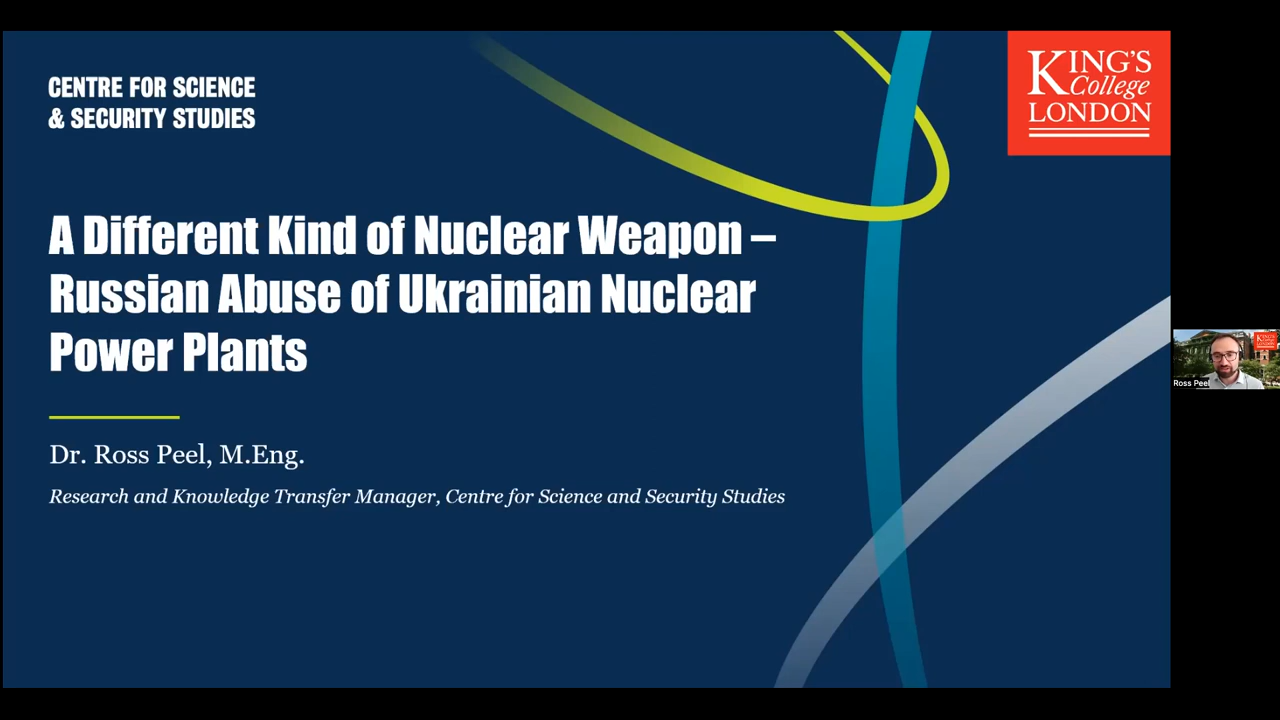 CENTRE FOR SCIENCE
& SECURITY STUDIES
KING'S
College
LONDON
A Different Kind of Nuclear Weapon –
Russian Abuse of Ukrainian Nuclear
Power Plants
Dr. Ross Peel, M.Eng.
Research and Knowledge Transfer Manager, Centre for Science and Security Studies
Ross Peel